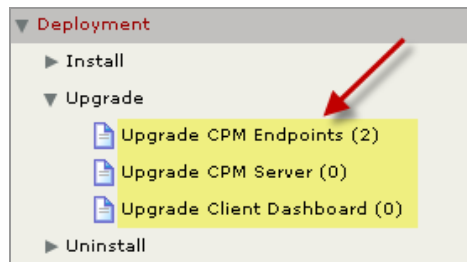 Deployment
Install
Upgrade
Upgrade CPM Endpoints (2)
Upgrade CPM Server (0)
Upgrade Client Dashboard (0)
Uninstall